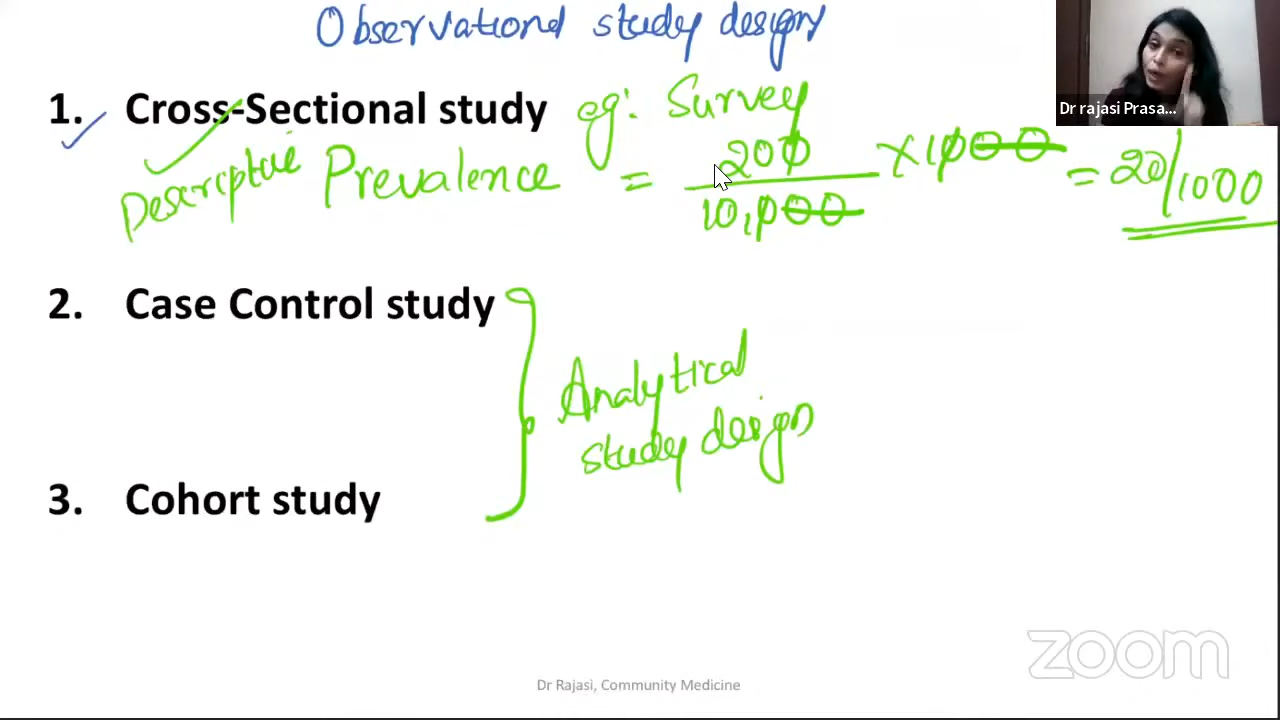 Observational study designs
1. Cross-Sectional study eg: Survey
Descriptive Prevalence = 200 / 10,000 × 1000 = 20/1000
2. Case Control study
Analytical
study design
3. Cohort study
Dr rajasi Prasa...
zoom
Dr Rajasi, Community Medicine